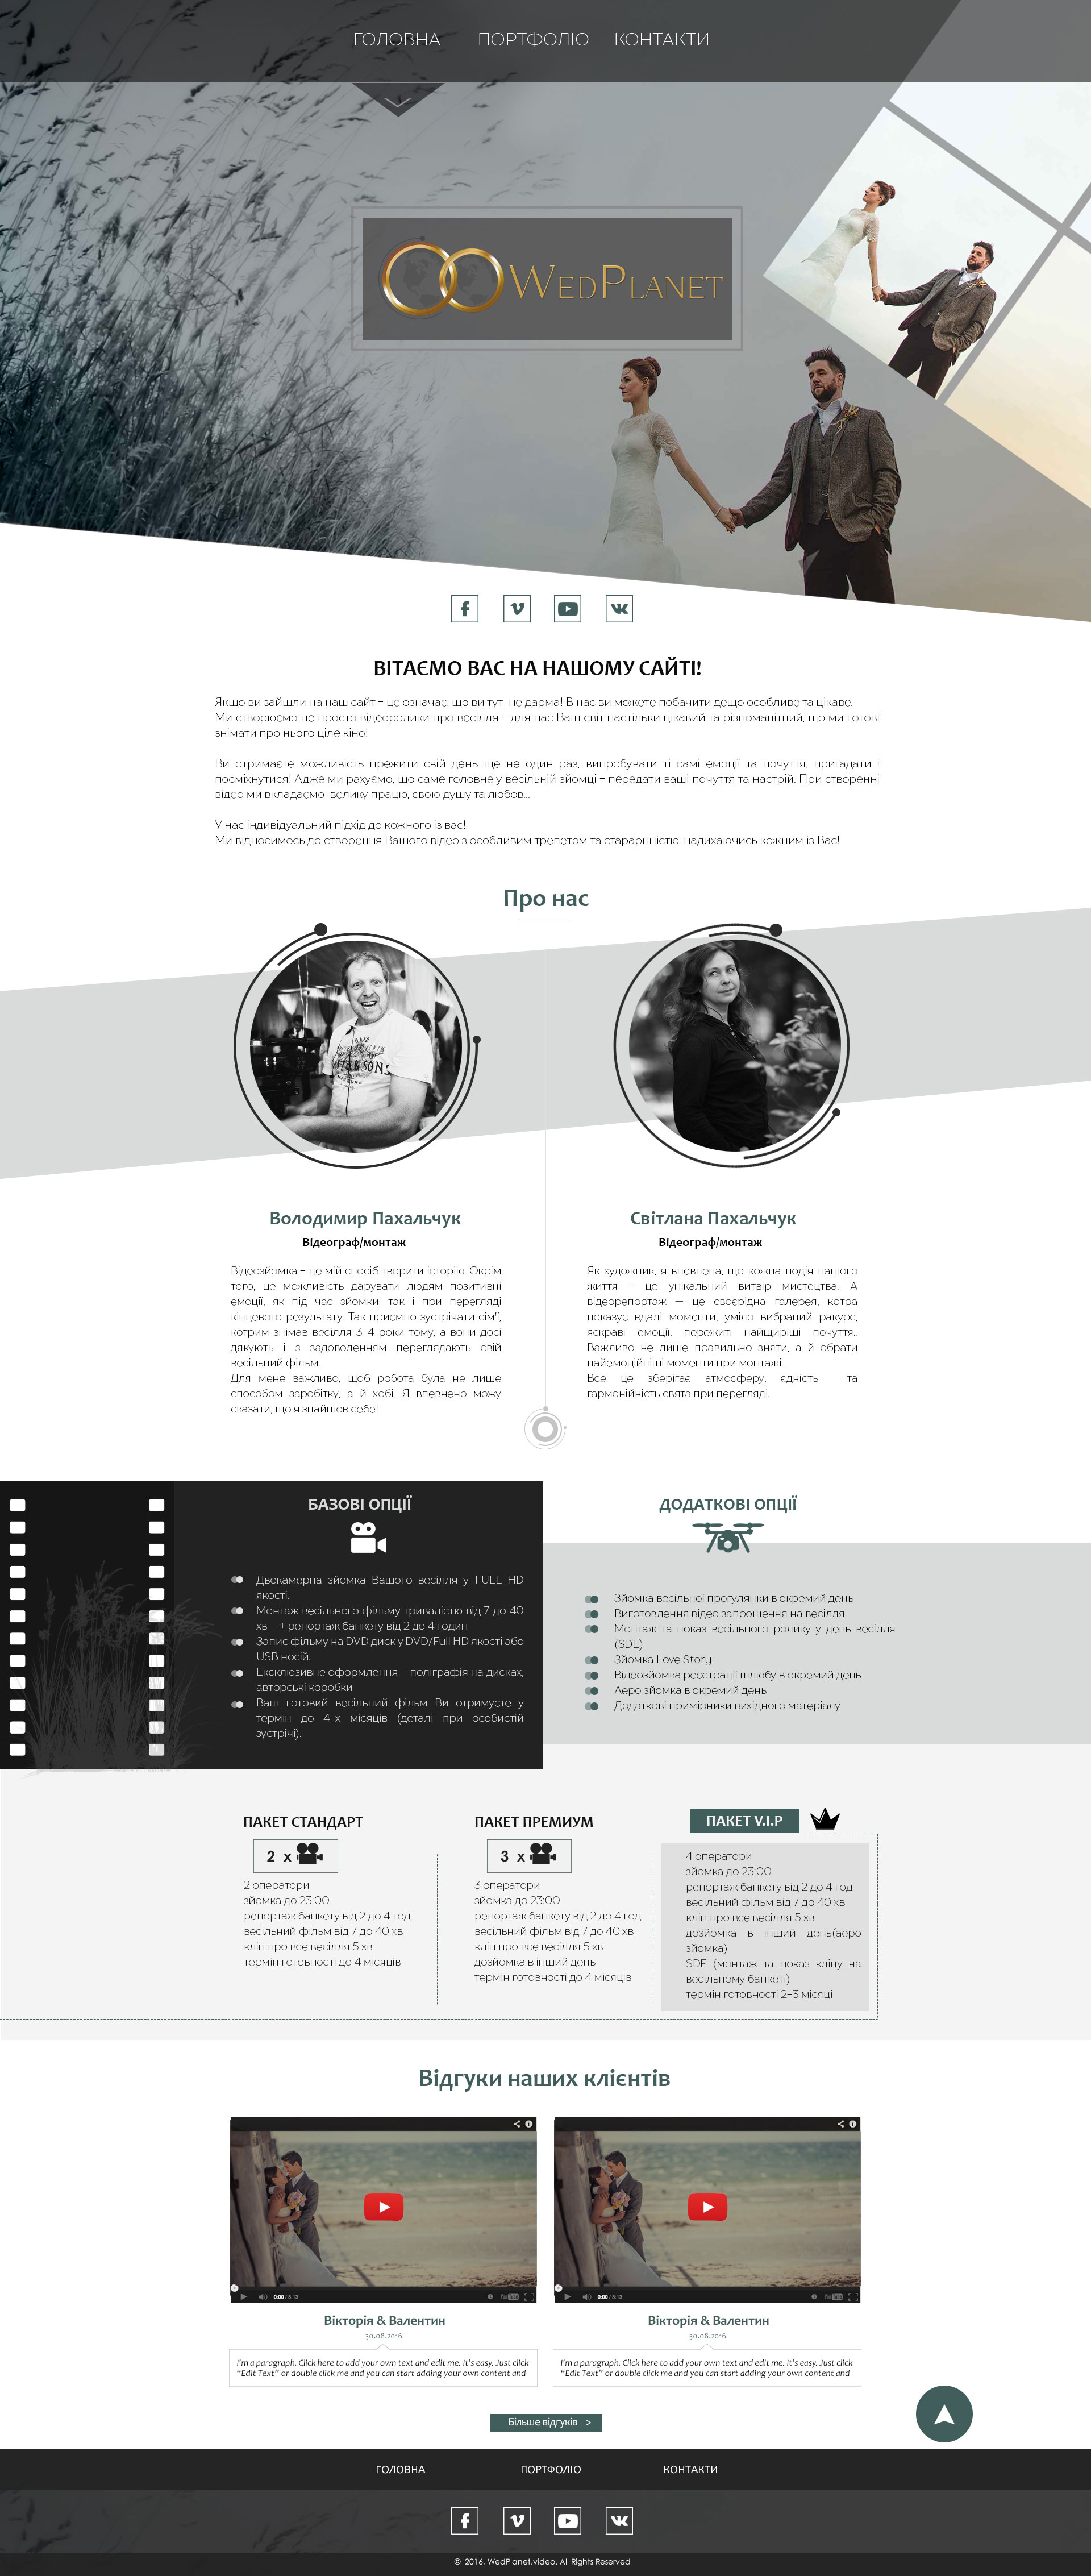 ГОЛОВНА ПОРТФОЛІО КОНТАКТИ
WEDPLANET
ВІТАЄМО ВАС НА НАШОМУ САЙТІ!
Якщо ви зайшли на наш сайт - це означає, що ви тут не дарма! В нас ви можете побачити дещо особливе та цікаве.
Ми створюємо не просто відеоролики про весілля - для нас Ваш світ настільки цікавий та різноманітний, що ми готові
знімати про нього ціле кіно!
Ви отримаєте можливість прежити свій день ще не один раз, випробувати ті самі емоції та почуття, пригадати і
посміхнутися! Адже ми рахуємо, що саме головне у весільній зйомці - передати ваші почуття та настрій. При створенні
відео ми вкладаємо велику працю, свою душу та любов...
У нас індивідуальний підхід до кожного із вас!
Ми відносимось до створення Вашого відео з особливим трепетом та старарнністю, надихаючись кожним із Вас!
Про нас
Володимир Пахальчук
Відеограф/монтаж
Відеозйомка - це мій спосіб творити історію. Окрім
того, це можливість дарувати людям позитивні
емоції, як під час зйомки, так і при перегляді
кінцевого результату. Так приємно зустрічати сім'ї,
котрим знімав весілля 3-4 роки тому, а вони досі
дякують і з задоволенням переглядають свій
весільний фільм.
Для мене важливо, щоб робота була не лише
способом заробітку, а й хобі. Я впевнено можу
сказати, що я знайшов себе!
Світлана Пахальчук
Відеограф/монтаж
Як художник, я впевнена, що кожна подія нашого
життя - це унікальний витвір мистецтва. А
відеорепортаж — це своєрідна галерея, котра
показує вдалі моменти, уміло вибраний ракурс,
яскраві емоції, пережиті найщиріші почуття..
Важливо не лише правильно зняти, а й обрати
найемоційніші моменти при монтажі.
Все це зберігає атмосферу, єдність та
гармонійність свята при перегляді.
БАЗОВІ ОПЦІЇ
Двокамерна зйомка Вашого весілля у FULL HD
якості.
Монтаж весільного фільму тривалістю від 7 до 40
хв + репортаж банкету від 2 до 4 годин
Запис фільму на DVD диск у DVD/Full HD якості або
USB носій.
Ексклюзивне оформлення — поліграфія на дисках,
авторські коробки
Ваш готовий весільний фільм Ви отримуєте у
термін до 4-х місяців (деталі при особистій
зустрічі).
ДОДАТКОВІ ОПЦІЇ
Зйомка весільної прогулянки в окремий день
Виготовлення відео запрошення на весілля
Монтаж та показ весільного ролику у день весілля
(SDE)
Зйомка Love Story
Відеозйомка реєстрації шлюбу в окремий день
Аеро зйомка в окремий день
Додаткові примірники вихідного матеріалу
ПАКЕТ СТАНДАРТ
2 x
2 оператори
зйомка до 23:00
репортаж банкету від 2 до 4 год
весільний фільм від 7 до 40 хв
кліп про все весілля 5 хв
термін готовності до 4 місяців
ПАКЕТ ПРЕМИУМ
3 x
3 оператори
зйомка до 23:00
репортаж банкету від 2 до 4 год
весільний фільм від 7 до 40 хв
кліп про все весілля 5 хв
дозйомка в інший день
термін готовності до 4 місяців
ПАКЕТ V.I.P
4 оператори
зйомка до 23:00
репортаж банкету від 2 до 4 год
весільний фільм від 7 до 40 хв
кліп про все весілля 5 хв
дозйомка в інший день(аеро
зйомка)
SDE (монтаж та показ кліпу на
весільному банкеті)
термін готовності 2-3 місяці
Відгуки наших клієнтів
0:00 / 8:13 YouTube
Вікторія & Валентин
30.08.2016
I'm a paragraph. Click here to add your own text and edit me. It's easy. Just click
“Edit Text” or double click me and you can start adding your own content and
0:00 / 8:13 YouTube
Вікторія & Валентин
30.08.2016
I'm a paragraph. Click here to add your own text and edit me. It's easy. Just click
“Edit Text” or double click me and you can start adding your own content and
Більше відгуків >
ГОЛОВНА ПОРТФОЛІО КОНТАКТИ
© 2016, WedPlanet.video. All Rights Reserved